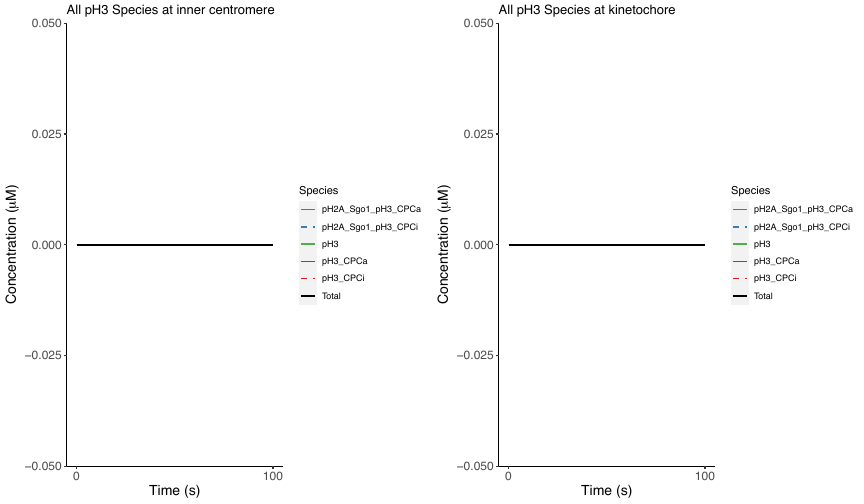 All pH3 Species at inner centromere
0.050
0.025
0.000
−0.025
−0.050
Concentration (μM)
0
100
Time (s)
Species
pH2A_Sgo1_pH3_CPCa
pH2A_Sgo1_pH3_CPCi
pH3
pH3_CPCa
pH3_CPCi
Total
All pH3 Species at kinetochore
0.050
0.025
0.000
−0.025
−0.050
Concentration (μM)
0
100
Time (s)
Species
pH2A_Sgo1_pH3_CPCa
pH2A_Sgo1_pH3_CPCi
pH3
pH3_CPCa
pH3_CPCi
Total